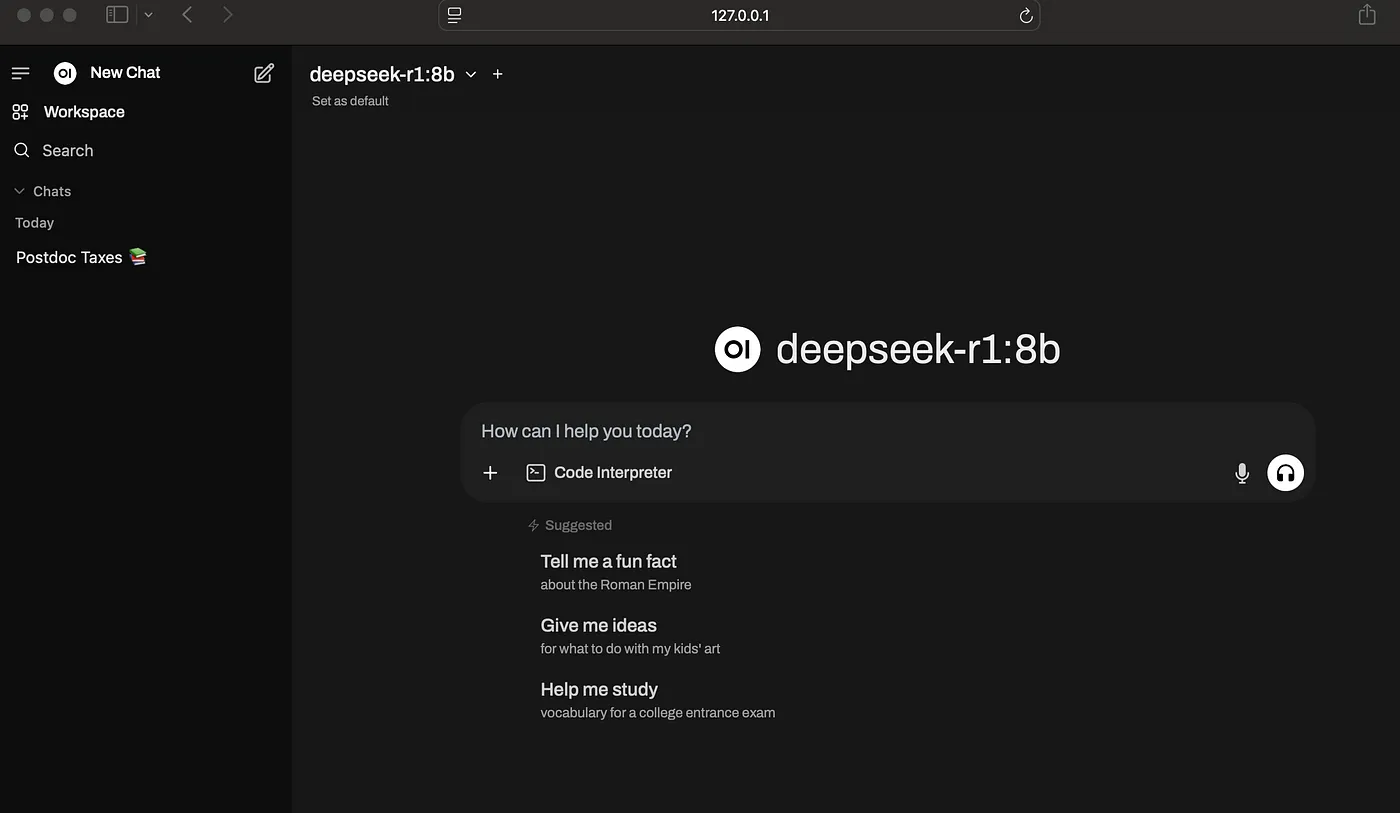 127.0.0.1
OI New Chat
Workspace
Search
Chats
Today
Postdoc Taxes
deepseek-r1:8b
Set as default
OI deepseek-r1:8b
How can I help you today?
Code Interpreter
Suggested
Tell me a fun fact
about the Roman Empire
Give me ideas
for what to do with my kids' art
Help me study
vocabulary for a college entrance exam